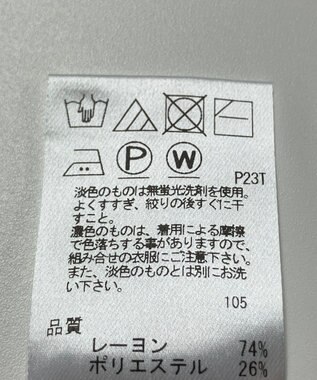 P W P23T
淡色のものは無蛍光洗剤を使用。
よくすすぎ、絞りの後すぐに干
すこと。
濃色のものは、着用による摩擦
で色落ちする事がありますので、
組み合せの衣服にご注意下さい。
また、淡色のものとは別にお洗
い下さい。
105
品質
レーヨン 74%
ポリエステル 26%